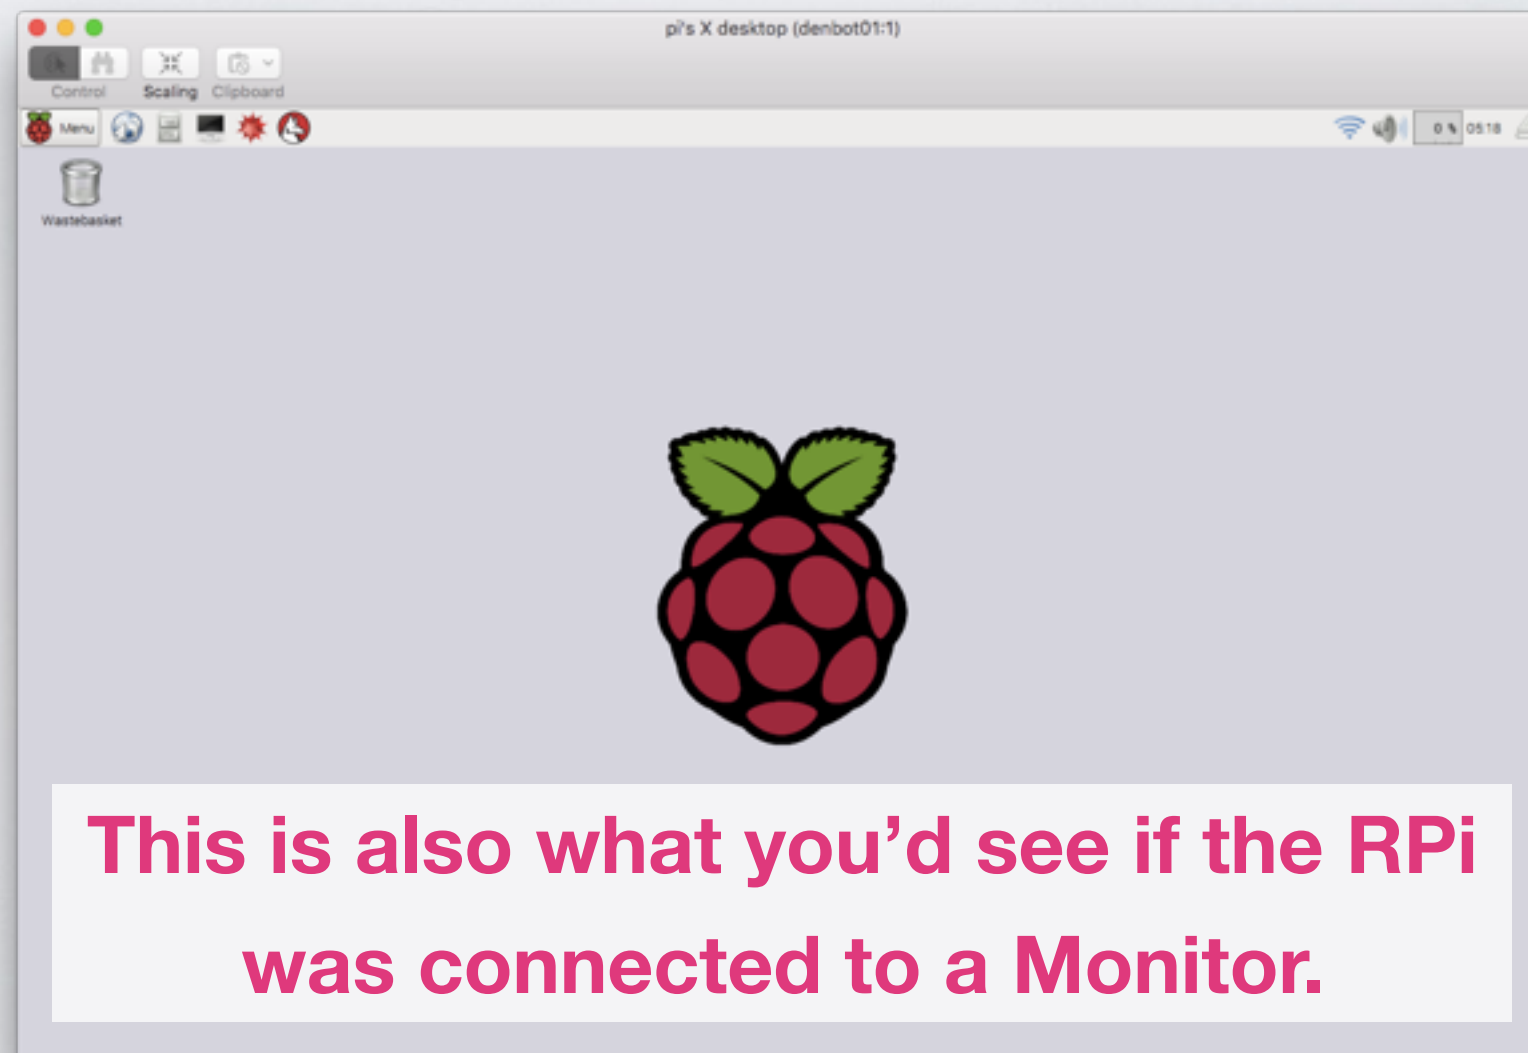 pi's X desktop (denbot01:1)
Control Scaling Clipboard
Menu 0 % 05:18
Wastebasket
This is also what you’d see if the RPi
was connected to a Monitor.